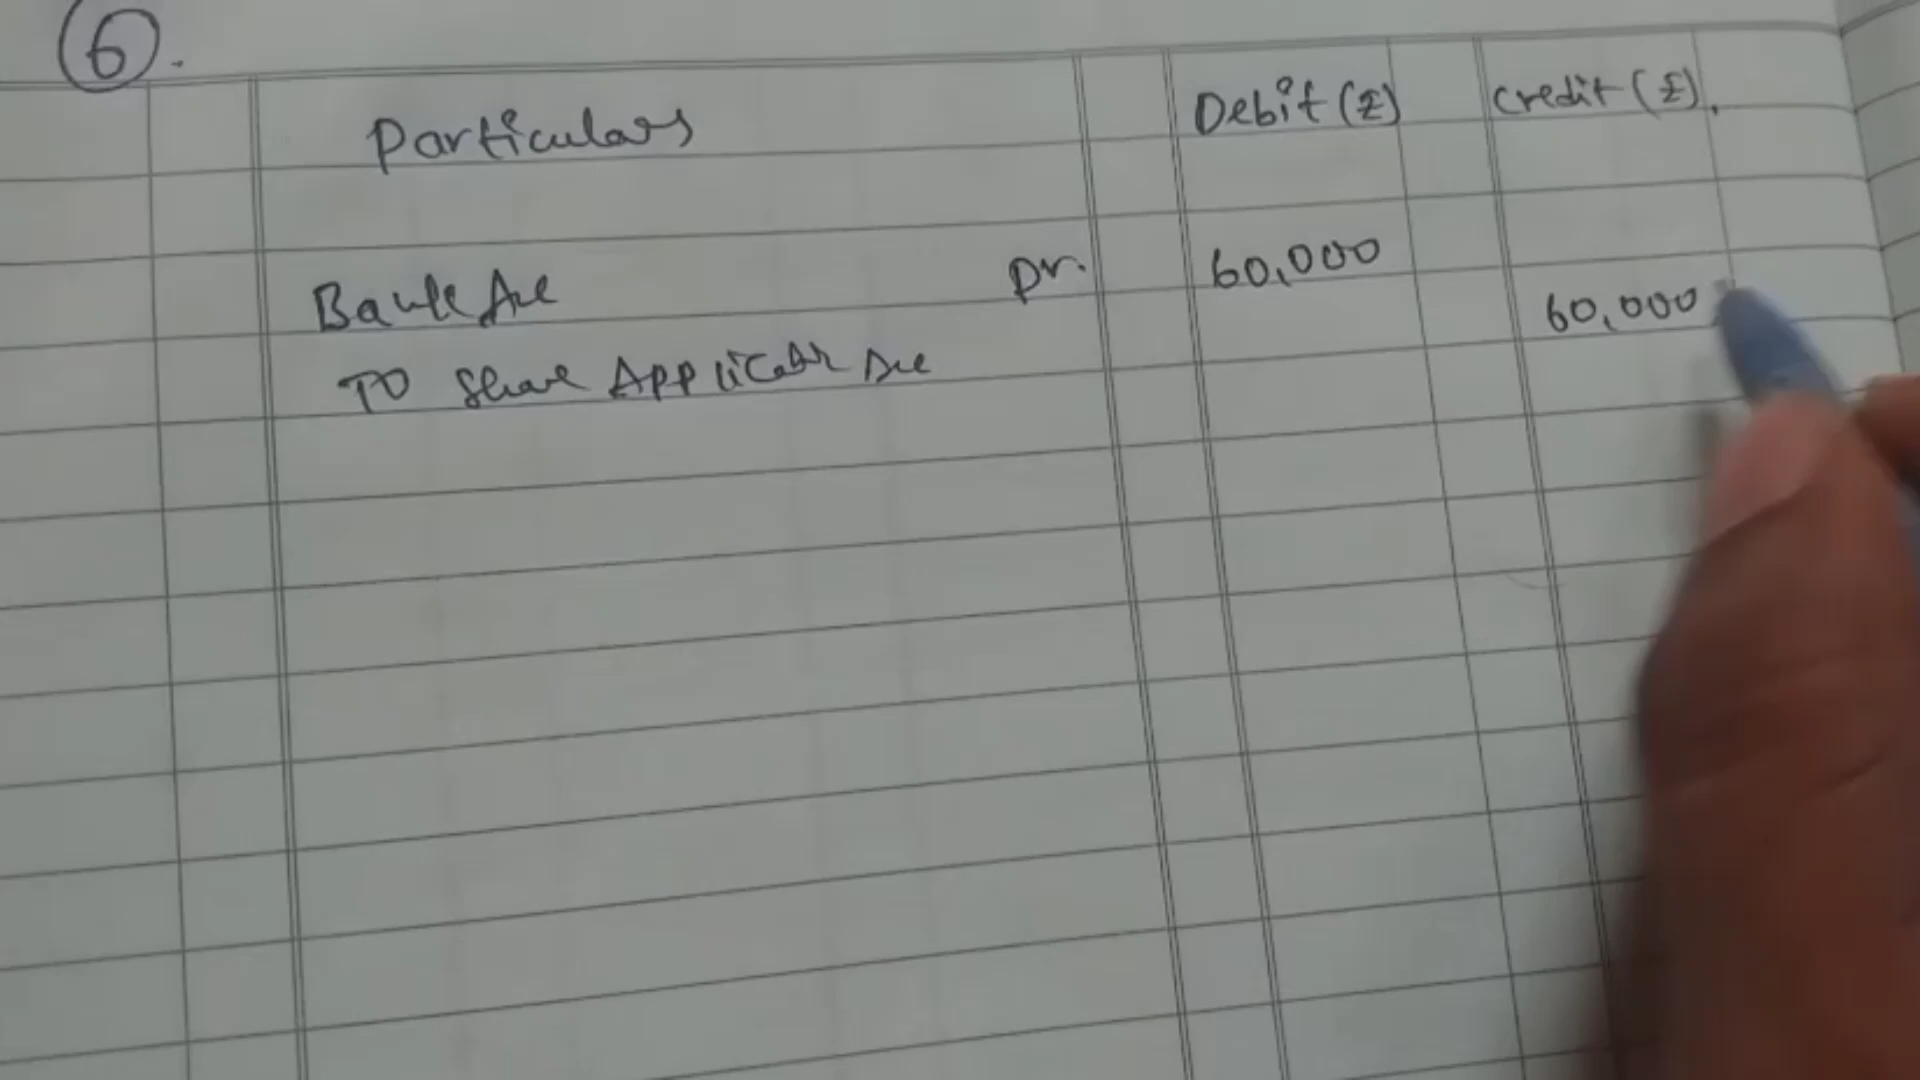 6.
Particulars Debit (₹) Credit (₹).
Bank A/c Dr. 60,000
To Share Application A/c 60,000